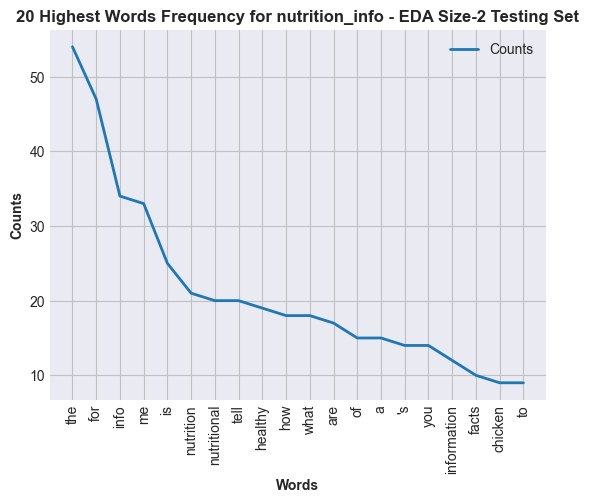 20 Highest Words Frequency for nutrition_info - EDA Size-2 Testing Set
Counts
50
40
30
20
10
Counts
the
for
info
me
is
nutrition
nutritional
tell
healthy
how
what
are
of
a
's
you
information
facts
chicken
to
Words